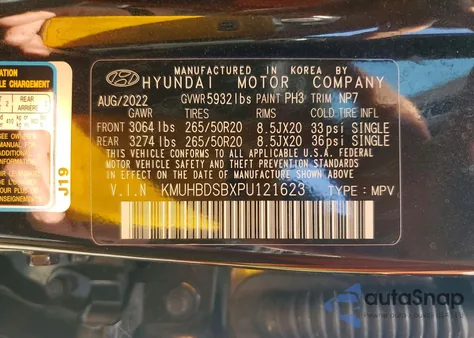 MANUFACTURED IN KOREA BY
HYUNDAI MOTOR COMPANY
AUG/2022 GVWR 5932 lbs PAINT PH3 TRIM NP7
GAWR TIRES RIMS COLD TIRE INFL
FRONT 3064 lbs 265/50R20 8.5JX20 33psi SINGLE
REAR 3274 lbs 265/50R20 8.5JX20 36psi SINGLE
THIS VEHICLE CONFORMS TO ALL APPLICABLE U.S.
FEDERAL MOTOR VEHICLE SAFETY AND
THEFT PREVENTION STANDARDS IN EFFECT
ON THE DATE OF MANUFACTURE SHOWN ABOVE
V.I.N KMUHBDSBXPU121623 TYPE : MPV
CHARGEMENT
REAR
J19
autoSnap